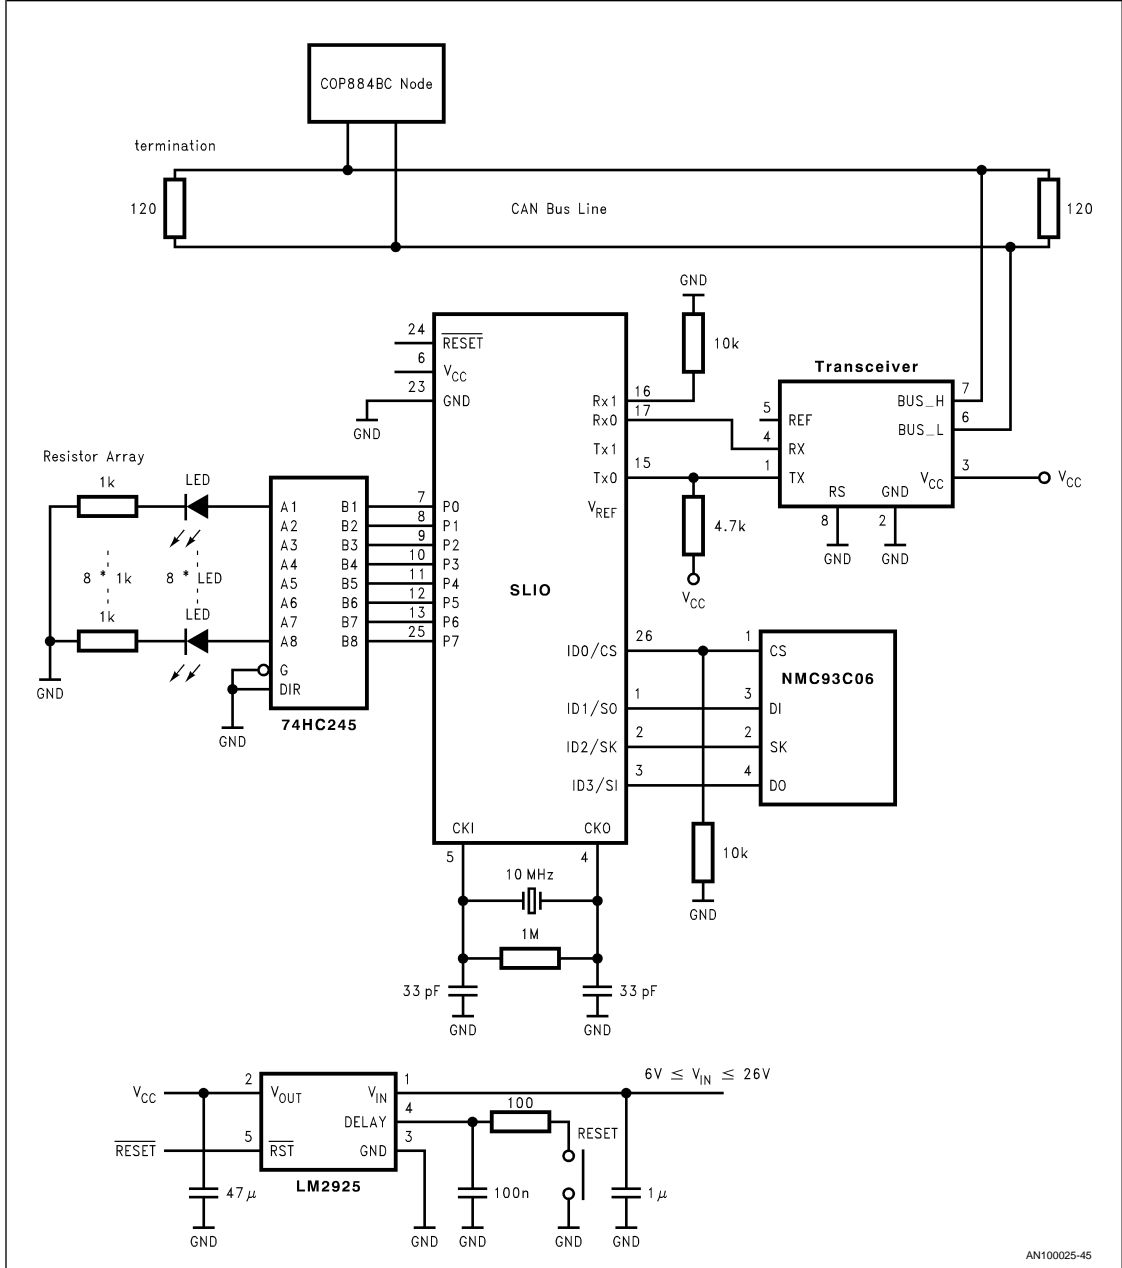 COP884BC Node
termination
120
CAN Bus Line
120
GND
10k
24
RESET
6
VCC
23
GND
GND
Rx1
16
Rx0
17
Tx1
Tx0
15
VREF
4.7k
VCC
Transceiver
BUS_H
7
5
REF
BUS_L
6
4
RX
1
TX
VCC
3
VCC
RS
GND
8
2
GND
GND
Resistor Array
1k
LED
8 * 1k
8 * LED
1k
LED
GND
A1
A2
A3
A4
A5
A6
A7
A8
G
DIR
B1
B2
B3
B4
B5
B6
B7
B8
74HC245
GND
7
8
9
10
11
12
13
25
P0
P1
P2
P3
P4
P5
P6
P7
SLIO
ID0/CS
26
1
CS
NMC93C06
ID1/SO
1
3
DI
ID2/SK
2
2
SK
ID3/SI
3
4
DO
10k
GND
CKI
CKO
5
4
10 MHz
1M
33 pF
33 pF
GND
GND
VCC
2
VOUT
VIN
1
6V ≤ VIN ≤ 26V
DELAY
4
100
RESET
RESET
5
RST
GND
3
LM2925
47μ
100n
1μ
GND
GND
GND
GND
GND
AN100025-45